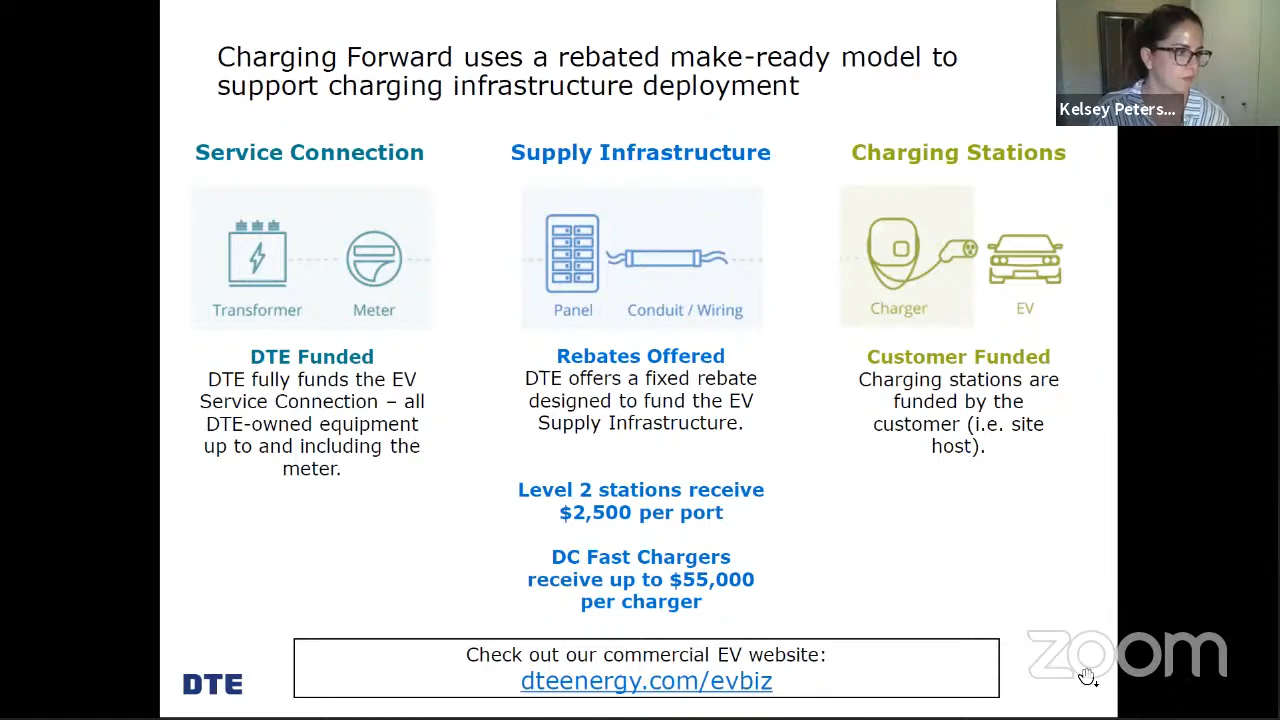 Charging Forward uses a rebated make-ready model to
support charging infrastructure deployment
Kelsey Peters...
Service Connection
Transformer
Meter
DTE Funded
DTE fully funds the EV
Service Connection – all
DTE-owned equipment
up to and including the
meter.
Supply Infrastructure
Panel
Conduit / Wiring
Rebates Offered
DTE offers a fixed rebate
designed to fund the EV
Supply Infrastructure.
Level 2 stations receive
$2,500 per port
DC Fast Chargers
receive up to $55,000
per charger
Charging Stations
Charger
EV
Customer Funded
Charging stations are
funded by the
customer (i.e. site
host).
Check out our commercial EV website:
dteenergy.com/evbiz
DTE
zoom